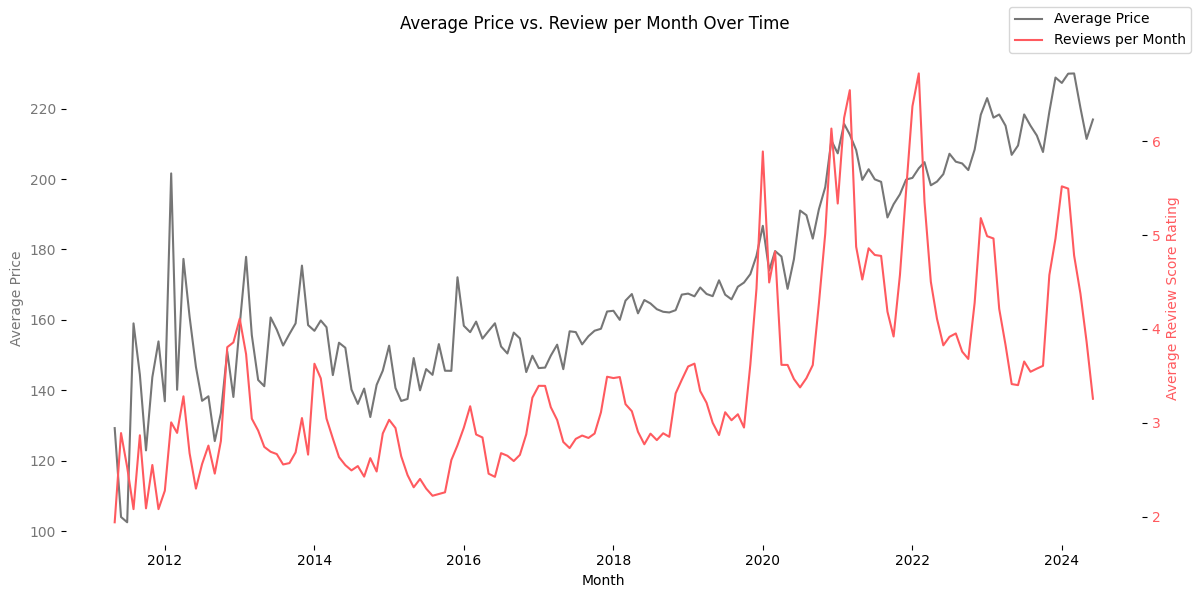 Average Price vs. Review per Month Over Time
Average Price
Reviews per Month
Average Price
220
200
180
160
140
120
100
6
5
4
3
2
Average Review Score Rating
2012 2014 2016 2018 2020 2022 2024
Month